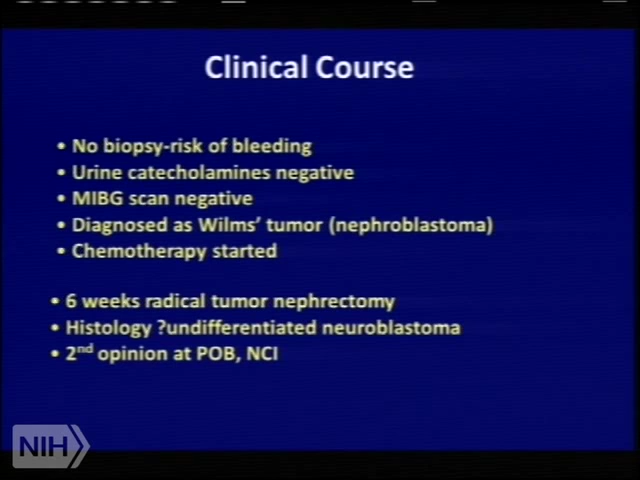 Clinical Course
• No biopsy-risk of bleeding
• Urine catecholamines negative
• MIBG scan negative
• Diagnosed as Wilms' tumor (nephroblastoma)
• Chemotherapy started
• 6 weeks radical tumor nephrectomy
• Histology ?undifferentiated neuroblastoma
• 2nd opinion at POB, NCI
NIH